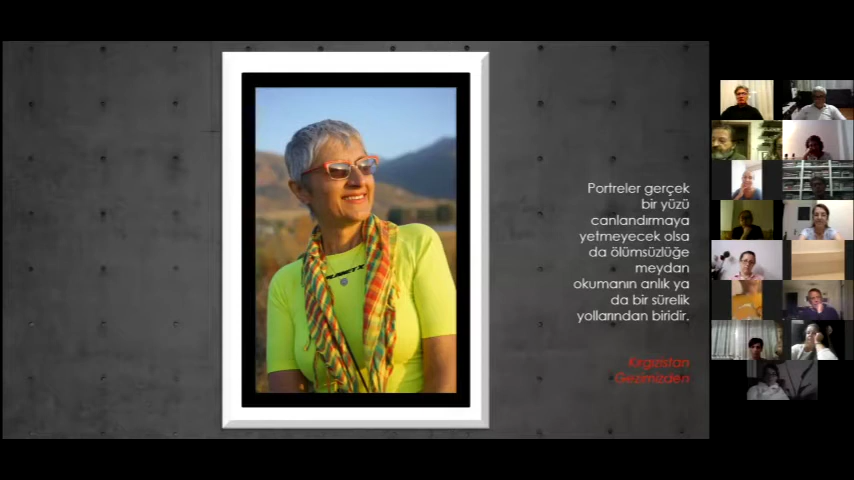 Portreler gerçek
bir yüzü
canlandırmaya
yetmeyecek olsa
da ölümsüzlüğe
meydan
okumanın anlık ya
da bir sürelik
yollarından biridir.
Kırgızistan
Gezimizden